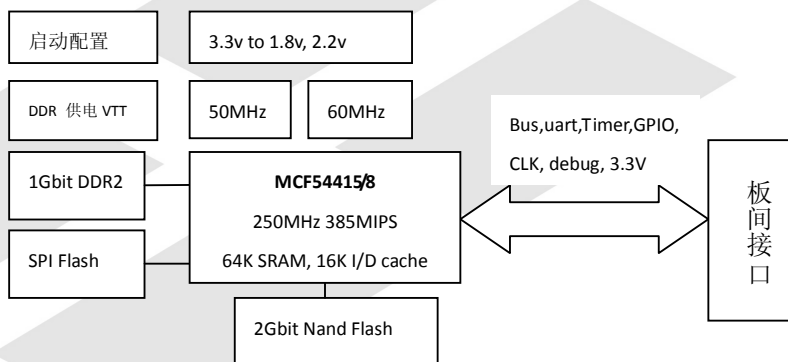 启动配置
3.3v to 1.8v, 2.2v
DDR 供电 VTT
50MHz
60MHz
Bus,uart,Timer,GPIO,
CLK, debug, 3.3V
1Gbit DDR2
MCF54415/8
250MHz 385MIPS
64K SRAM, 16K I/D cache
SPI Flash
2Gbit Nand Flash
板间接口